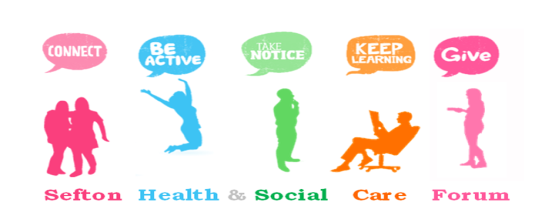 CONNECT
BE ACTIVE
TAKE NOTICE
KEEP LEARNING
Give
Sefton Health & Social Care Forum